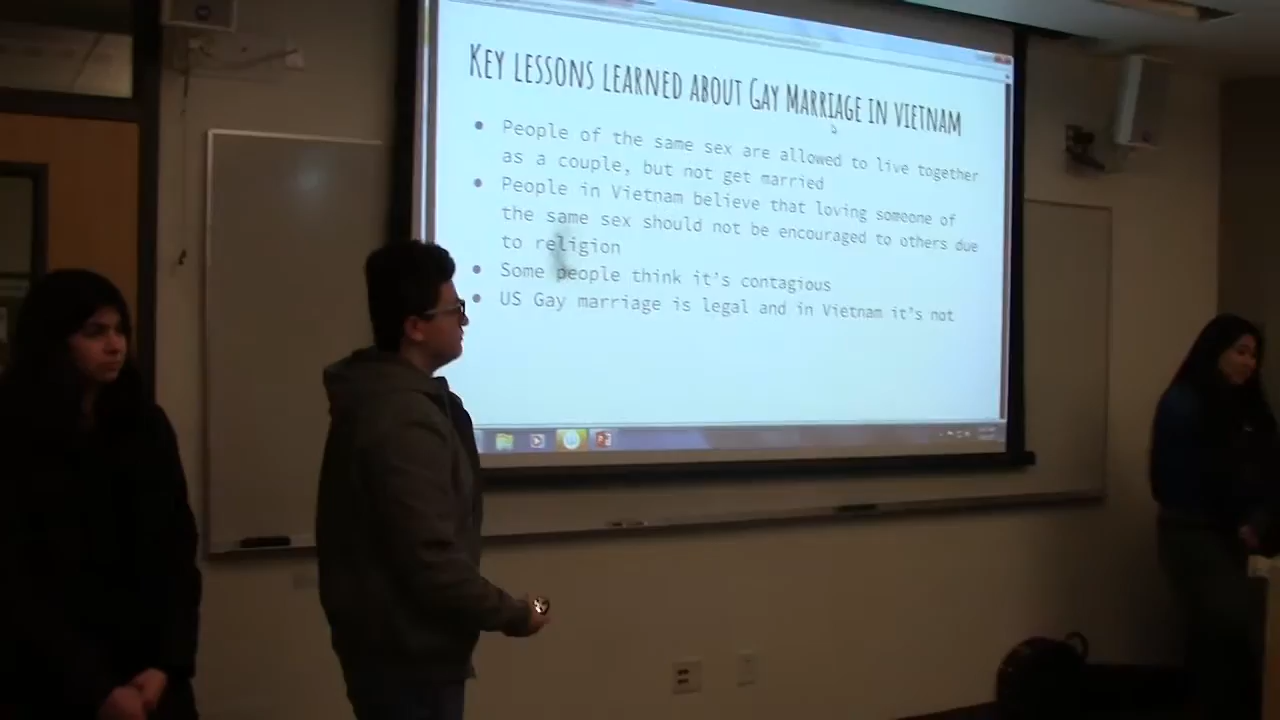 Key lessons learned about Gay Marriage in Vietnam
● People of the same sex are allowed to live together
as a couple, but not get married
● People in Vietnam believe that loving someone of
the same sex should not be encouraged to others due
to religion
● Some people think it's contagious
● US Gay marriage is legal and in Vietnam it's not